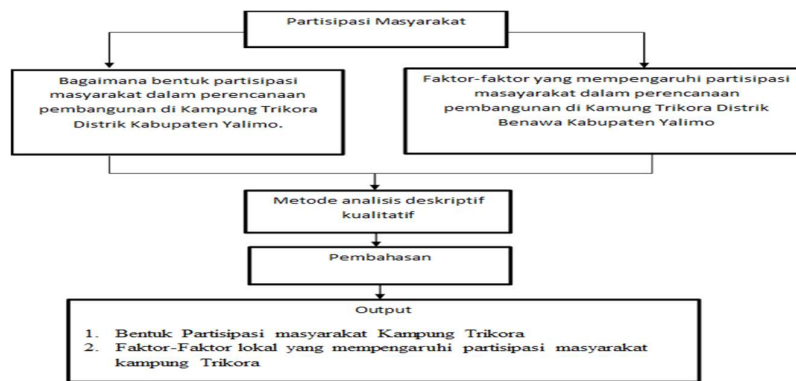 Partisipasi Masyarakat
Bagaimana bentuk partisipasi
masyarakat dalam perencanaan
pembangunan di Kampung Trikora
Distrik Kabupaten Yalimo.
Faktor-faktor yang mempengaruhi partisipasi
masayarakat dalam perencanaan
pembangunan di Kamung Trikora Distrik
Benawa Kabupaten Yalimo
Metode analisis deskriptif
kualitatif
Pembahasan
Output
1. Bentuk Partisipasi masyarakat Kampung Trikora
2. Faktor-Faktor lokal yang mempengaruhi partisipasi masyarakat
kampung Trikora